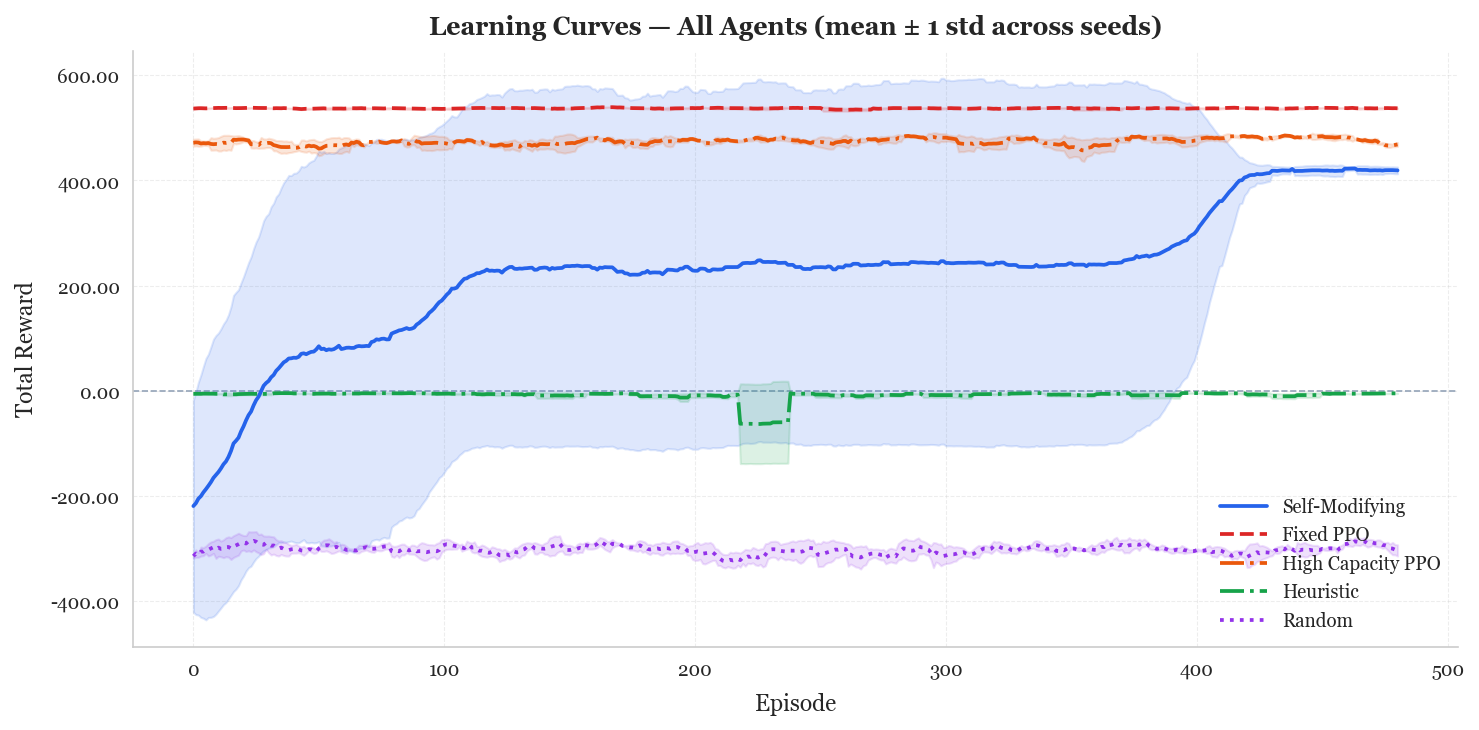 Learning Curves — All Agents (mean ± 1 std across seeds)
600.00
400.00
200.00
0.00
-200.00
-400.00
Total Reward
Self-Modifying
Fixed PPO
High Capacity PPO
Heuristic
Random
0 100 200 300 400 500
Episode